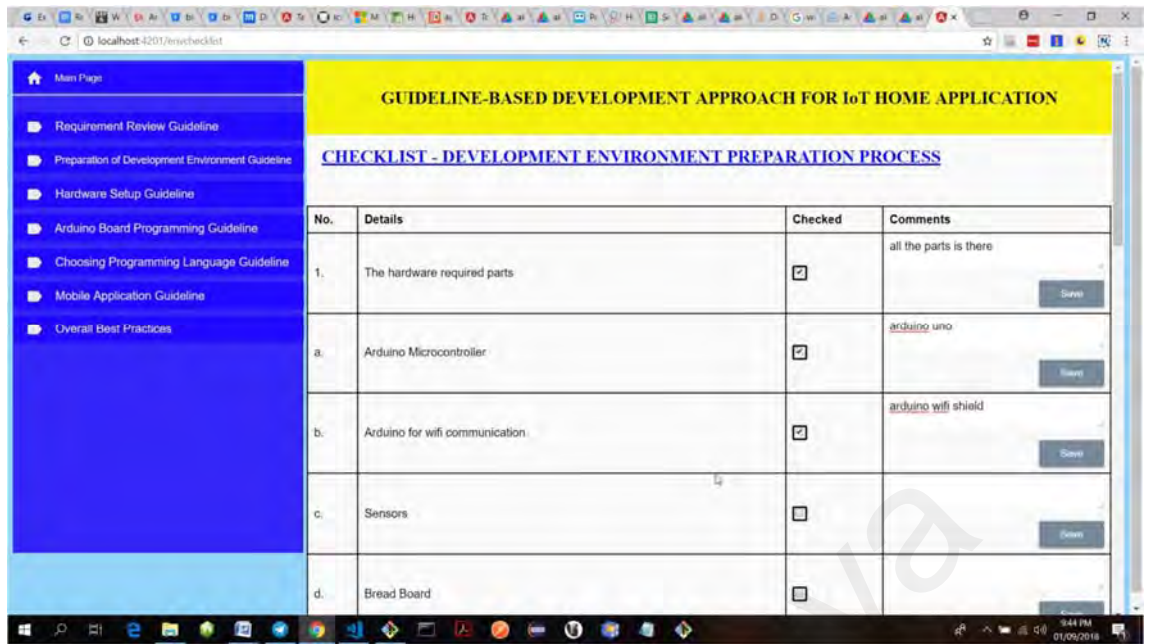 localhost:4201/envchecklist
Main Page
Requirement Review Guideline
Preparation of Development Environment Guideline
Hardware Setup Guideline
Arduino Board Programming Guideline
Choosing Programming Language Guideline
Mobile Application Guideline
Overall Best Practices
GUIDELINE-BASED DEVELOPMENT APPROACH FOR IoT HOME APPLICATION
CHECKLIST - DEVELOPMENT ENVIRONMENT PREPARATION PROCESS
No. Details Checked Comments
1. The hardware required parts all the parts is there
Save
a. Arduino Microcontroller arduino uno
Save
b. Arduino for wifi communication arduino wifi shield
Save
c. Sensors
Save
d. Bread Board
9:44 PM
01/09/2018